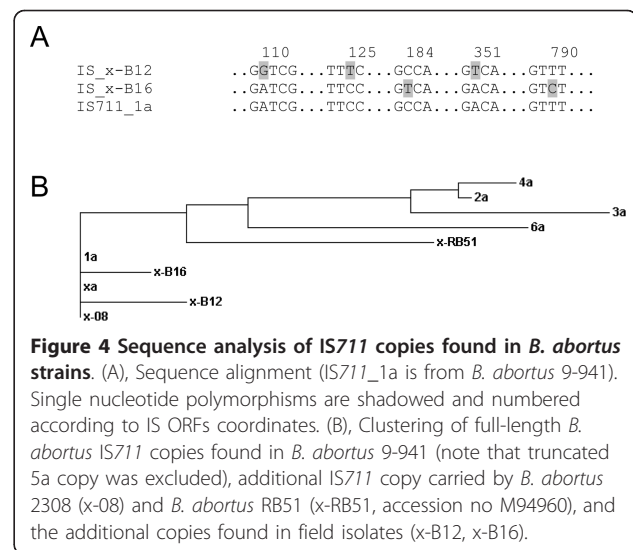 A
110 125 184 351 790
IS_x-B12 ..GGTCG...TTTC...GCCA...GTCA...GTTT...
IS_x-B16 ..GATCG...TTCC...GTCA...GACA...GTCT...
IS711_1a ..GATCG...TTCC...GCCA...GACA...GTTT...
B
4a
2a
3a
6a
x-RB51
1a
x-B16
xa
x-B12
x-08
Figure 4 Sequence analysis of IS711 copies found in B. abortus
strains. (A), Sequence alignment (IS711_1a is from B. abortus 9-941).
Single nucleotide polymorphisms are shadowed and numbered
according to IS ORFs coordinates. (B), Clustering of full-length B.
abortus IS711 copies found in B. abortus 9-941 (note that truncated
5a copy was excluded), additional IS711 copy carried by B. abortus
2308 (x-08) and B. abortus RB51 (x-RB51, accession no M94960), and
the additional copies found in field isolates (x-B12, x-B16).